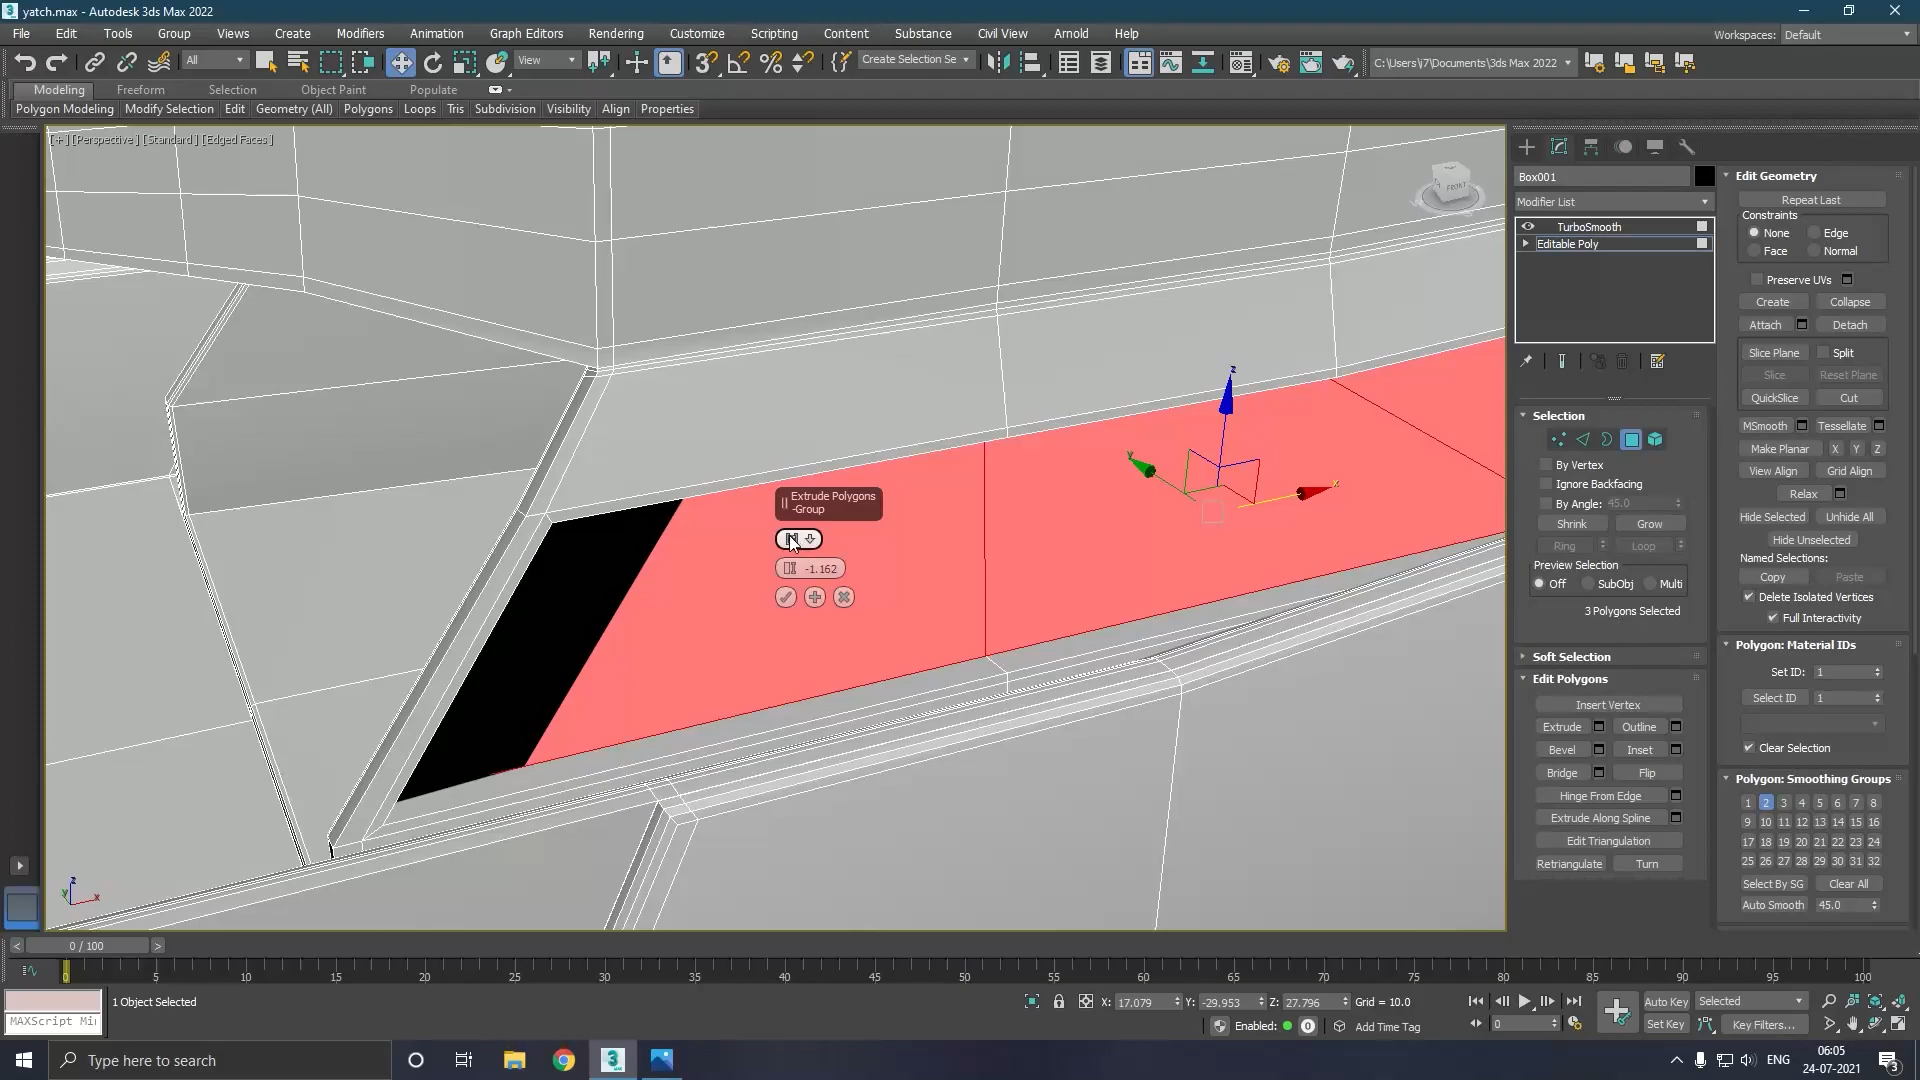 yatch.max - Autodesk 3ds Max 2022
File Edit Tools Group Views Create Modifiers Animation Graph Editors Rendering Customize Scripting Content Substance Civil View Arnold Help
Workspaces: Default
All View Create Selection Se C:\Users\i7\Documents\3ds Max 2022
Modeling Freeform Selection Object Paint Populate
Polygon Modeling Modify Selection Edit Geometry (All) Polygons Loops Tris Subdivision Visibility Align Properties
[ + ] [Perspective ] [Standard ] [Edged Faces ]
FRONT
Extrude Polygons
-Group
-1.162
z
y
x
z
y
x
Box001
Modifier List
TurboSmooth
Editable Poly
Selection
By Vertex
Ignore Backfacing
By Angle: 45.0
Shrink Grow
Ring Loop
Preview Selection
Off SubObj Multi
3 Polygons Selected
Soft Selection
Edit Polygons
Insert Vertex
Extrude Outline
Bevel Inset
Bridge Flip
Hinge From Edge
Extrude Along Spline
Edit Triangulation
Retriangulate Turn
Edit Geometry
Repeat Last
Constraints
None Edge
Face Normal
Preserve UVs
Create Collapse
Attach Detach
Slice Plane Split
Slice Reset Plane
QuickSlice Cut
MSmooth Tessellate
Make Planar X Y Z
View Align Grid Align
Relax
Hide Selected Unhide All
Hide Unselected
Named Selections:
Copy Paste
Delete Isolated Vertices
Full Interactivity
Polygon: Material IDs
Set ID: 1
Select ID 1
Clear Selection
Polygon: Smoothing Groups
1 2 3 4 5 6 7 8
9 10 11 12 13 14 15 16
17 18 19 20 21 22 23 24
25 26 27 28 29 30 31 32
Select By SG Clear All
Auto Smooth 45.0
< 0 / 100 >
0 5 10 15 20 25 30 35 40 45 50 55 60 65 70 75 80 85 90 95 100
MAXScript Mi
1 Object Selected
X: 17.079 Y: -29.953 Z: 27.796 Grid = 10.0
Enabled: 0 Add Time Tag
0
Auto Key Selected
Set Key Key Filters...
Type here to search
3
ENG
06:05
24-07-2021
3